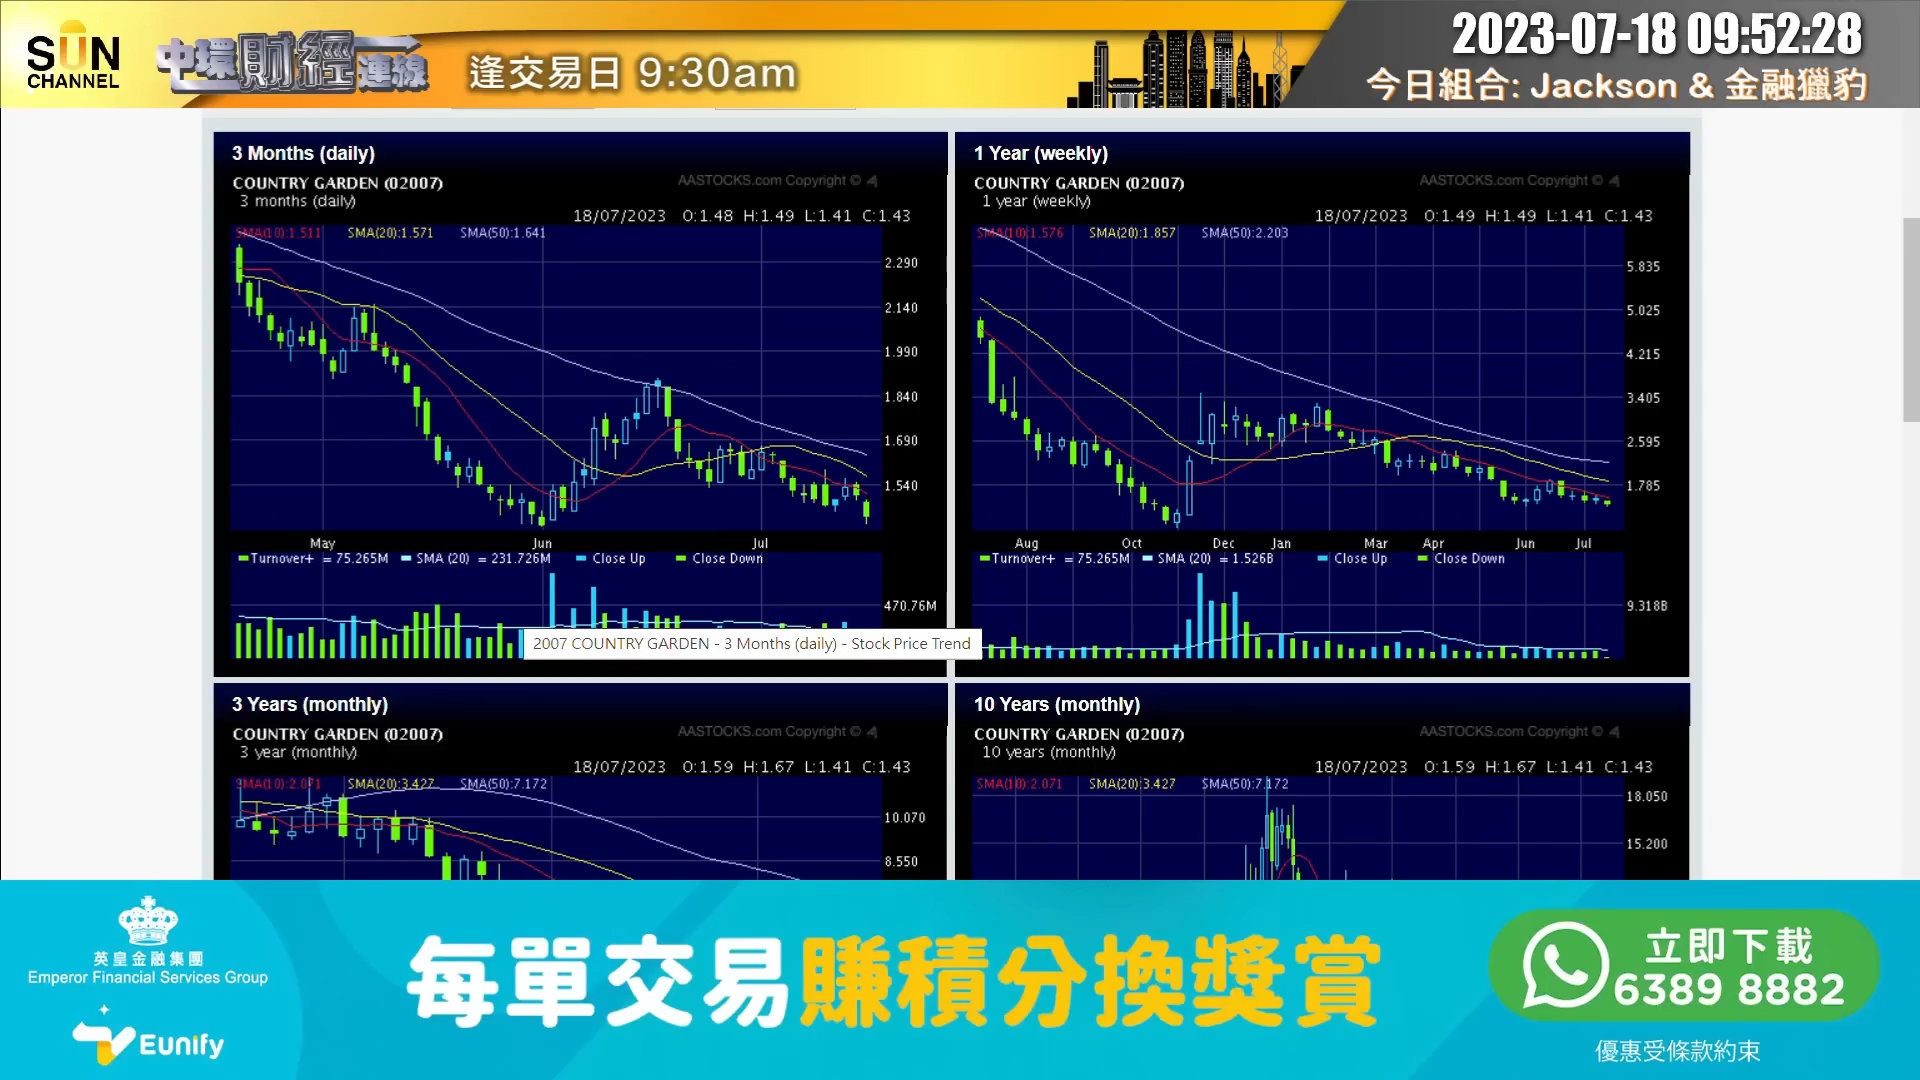 SUN
CHANNEL
中環財經連線
逢交易日 9:30am
2023-07-18 09:52:28
今日組合: Jackson & 金融獵豹
3 Months (daily)
COUNTRY GARDEN (02007)
AASTOCKS.com Copyright ©
3 months (daily)
18/07/2023 O:1.48 H:1.49 L:1.41 C:1.43
SMA(10):1.511 SMA(20):1.571 SMA(50):1.641
2.290
2.140
1.990
1.840
1.690
1.540
May Jun Jul
Turnover+ = 75.265M SMA (20) = 231.726M Close Up Close Down
470.76M
1 Year (weekly)
COUNTRY GARDEN (02007)
AASTOCKS.com Copyright ©
1 year (weekly)
18/07/2023 O:1.49 H:1.49 L:1.41 C:1.43
SMA(10):1.576 SMA(20):1.857 SMA(50):2.203
5.835
5.025
4.215
3.405
2.595
1.785
Aug Oct Dec Jan Mar Apr Jun Jul
Turnover+ = 75.265M SMA (20) = 1.526B Close Up Close Down
9.318B
2007 COUNTRY GARDEN - 3 Months (daily) - Stock Price Trend
3 Years (monthly)
COUNTRY GARDEN (02007)
AASTOCKS.com Copyright ©
3 year (monthly)
18/07/2023 O:1.59 H:1.67 L:1.41 C:1.43
SMA(10):2.071 SMA(20):3.427 SMA(50):7.172
10.070
8.550
10 Years (monthly)
COUNTRY GARDEN (02007)
AASTOCKS.com Copyright ©
10 years (monthly)
18/07/2023 O:1.59 H:1.67 L:1.41 C:1.43
SMA(10):2.071 SMA(20):3.427 SMA(50):7.172
18.050
15.200
英皇金融集團
Emperor Financial Services Group
Eunify
每單交易賺積分換獎賞
立即下載
6389 8882
優惠受條款約束